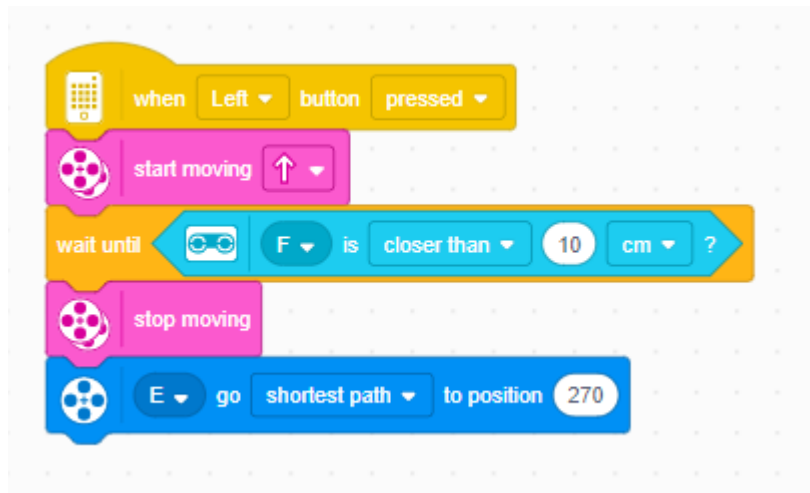 when Left button pressed
start moving
wait until F is closer than 10 cm ?
stop moving
E go shortest path to position 270